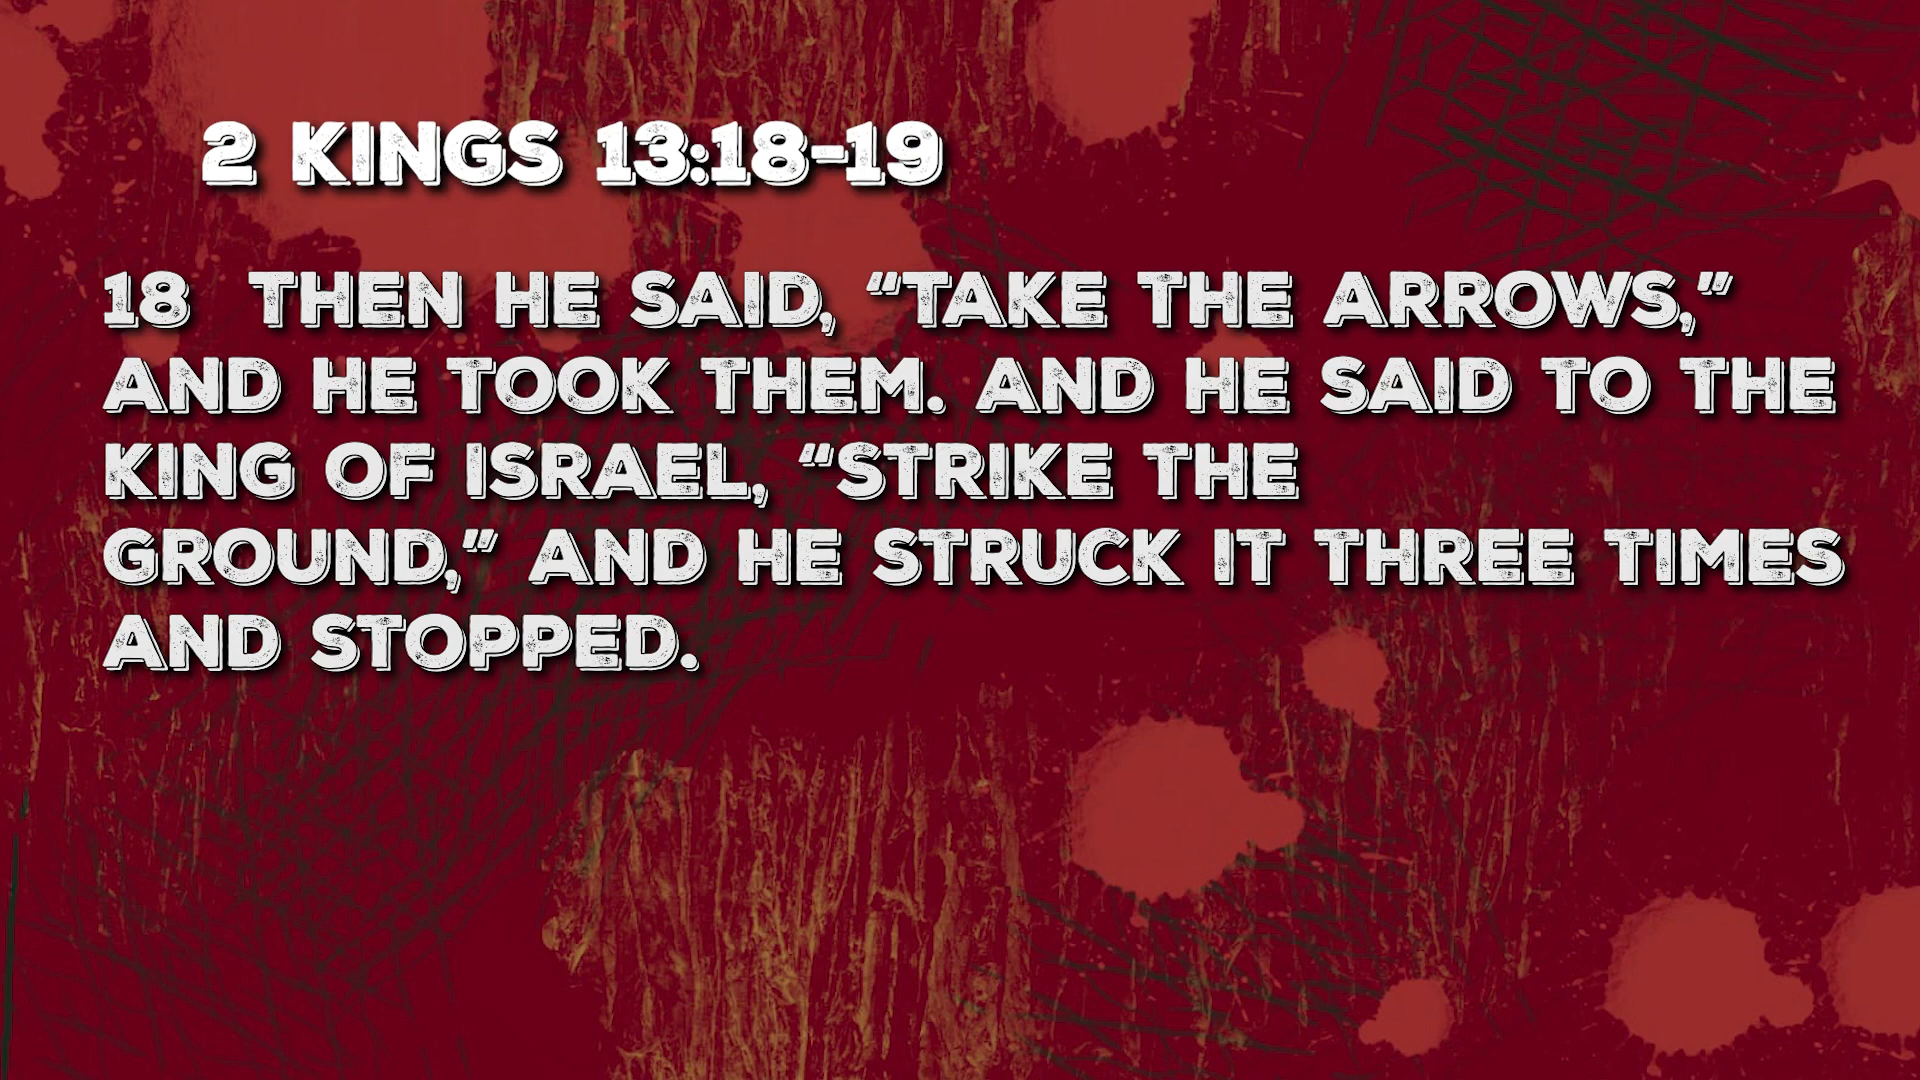 2 KINGS 13:18-19
18 THEN HE SAID, “TAKE THE ARROWS,”
AND HE TOOK THEM. AND HE SAID TO THE
KING OF ISRAEL, “STRIKE THE
GROUND,” AND HE STRUCK IT THREE TIMES
AND STOPPED.